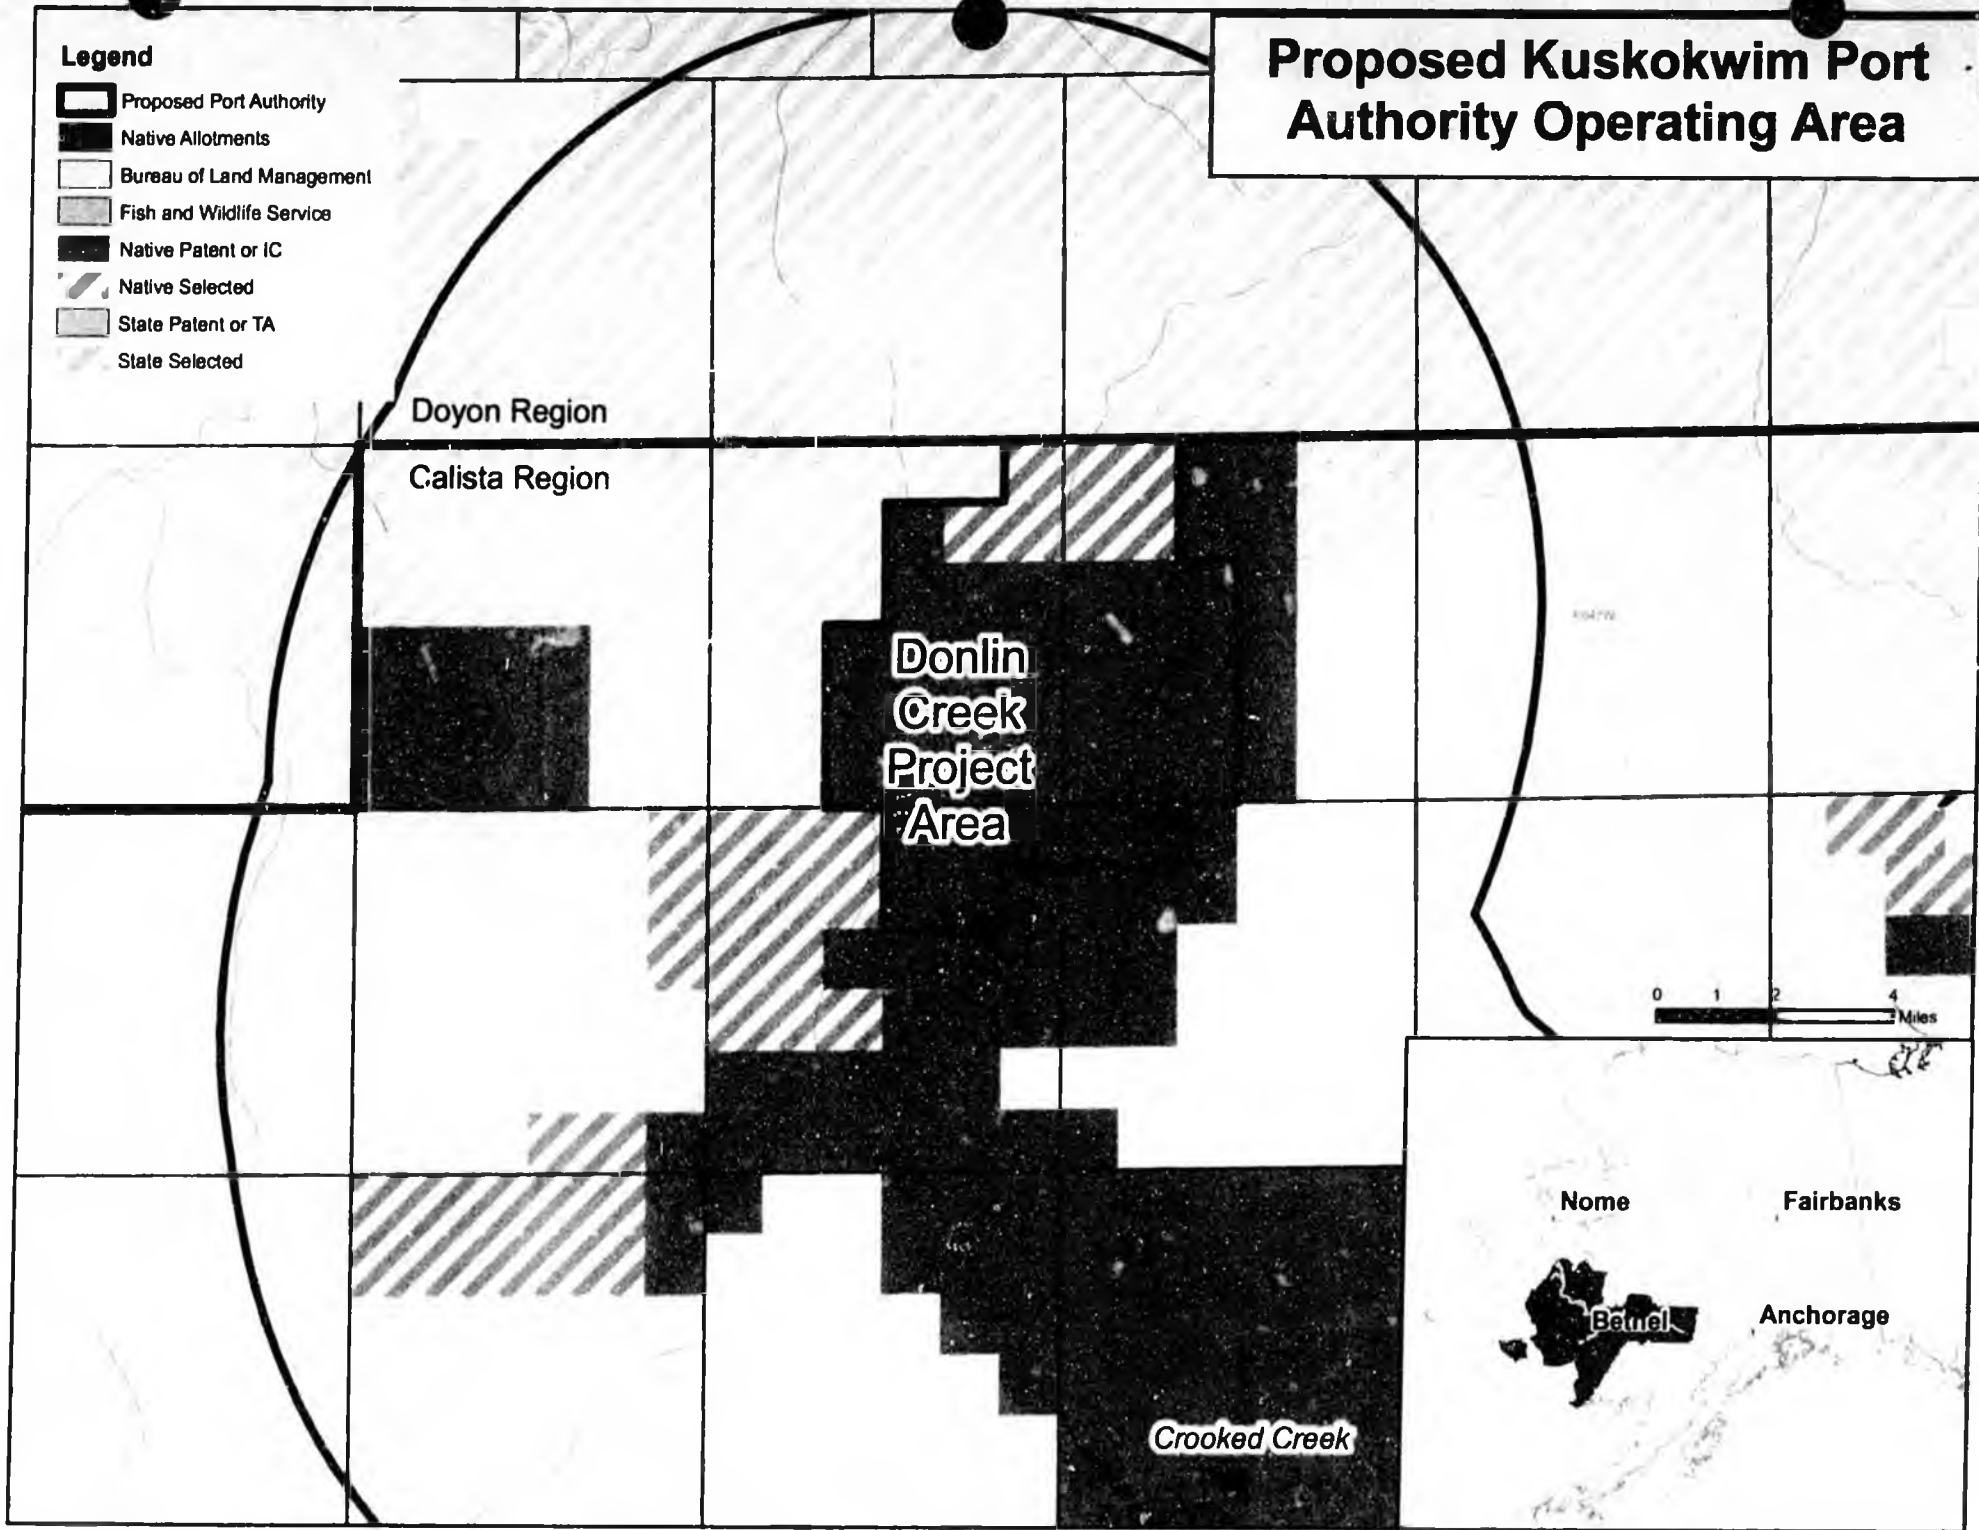 Proposed Kuskokwim Port
Authority Operating Area
Legend
Proposed Port Authority
Native Allotments
Bureau of Land Management
Fish and Wildlife Service
Native Patent or IC
Native Selected
State Patent or TA
State Selected
Doyon Region
Calista Region
Donlin
Creek
Project
Area
0 1 2 4
Miles
Nome
Fairbanks
Bethel
Anchorage
Crooked Creek